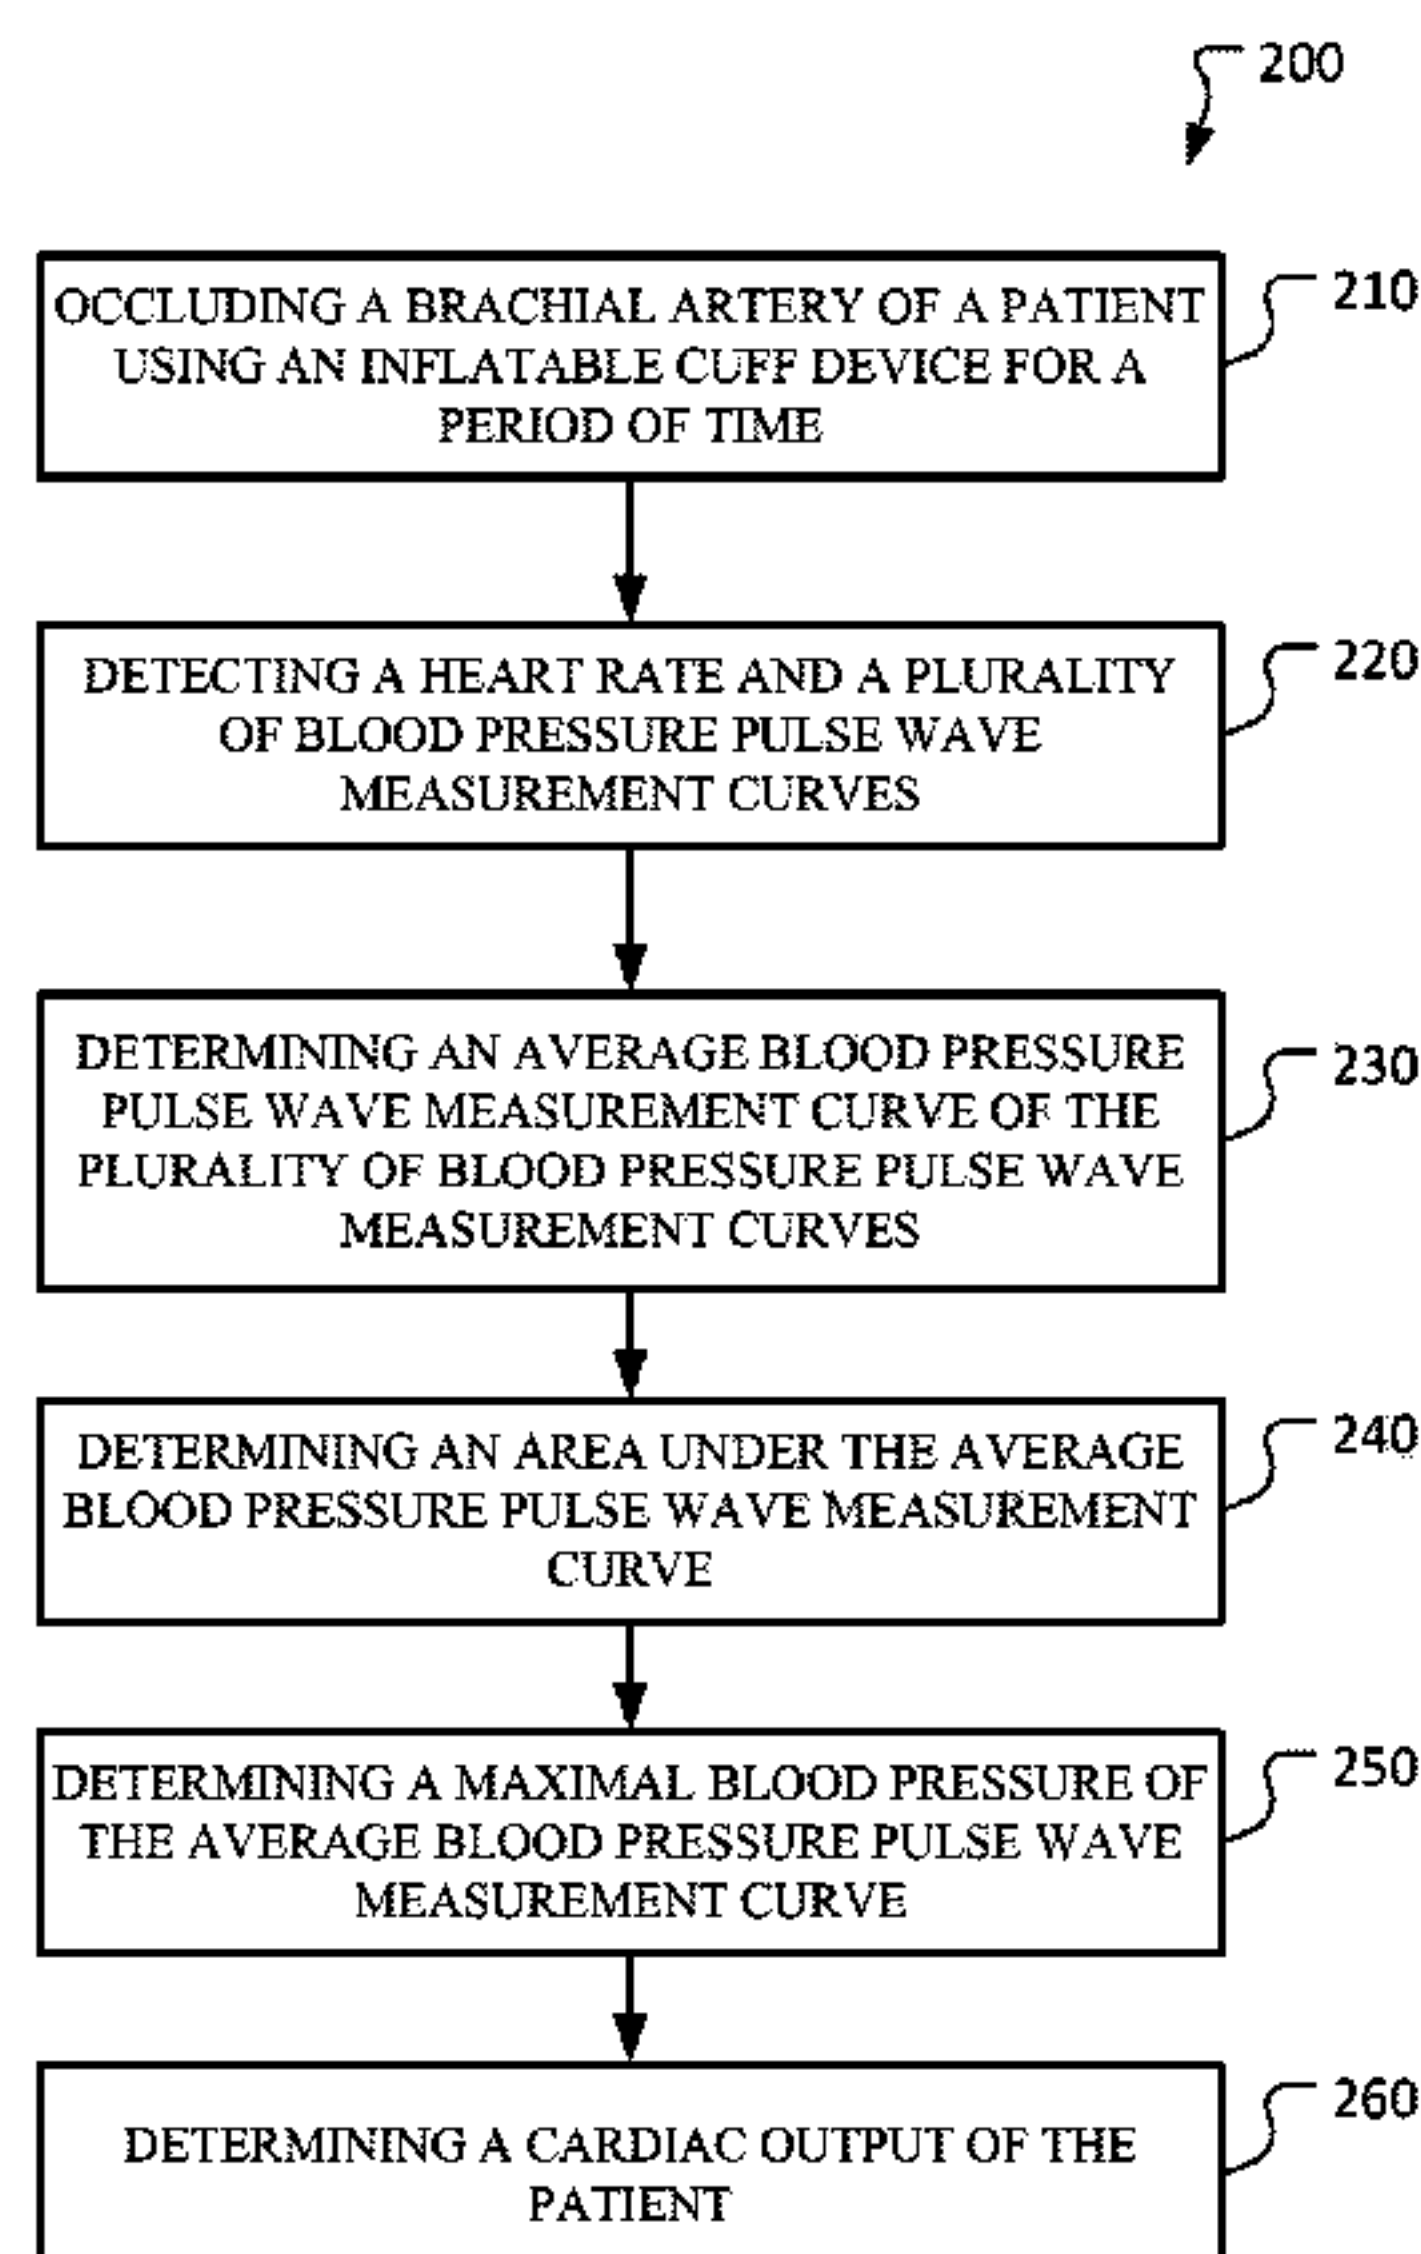 200
OCCLUDING A BRACHIAL ARTERY OF A PATIENT
USING AN INFLATABLE CUFF DEVICE FOR A
PERIOD OF TIME
210
DETECTING A HEART RATE AND A PLURALITY
OF BLOOD PRESSURE PULSE WAVE
MEASUREMENT CURVES
220
DETERMINING AN AVERAGE BLOOD PRESSURE
PULSE WAVE MEASUREMENT CURVE OF THE
PLURALITY OF BLOOD PRESSURE PULSE WAVE
MEASUREMENT CURVES
230
DETERMINING AN AREA UNDER THE AVERAGE
BLOOD PRESSURE PULSE WAVE MEASUREMENT
CURVE
240
DETERMINING A MAXIMAL BLOOD PRESSURE OF
THE AVERAGE BLOOD PRESSURE PULSE WAVE
MEASUREMENT CURVE
250
DETERMINING A CARDIAC OUTPUT OF THE
PATIENT
260